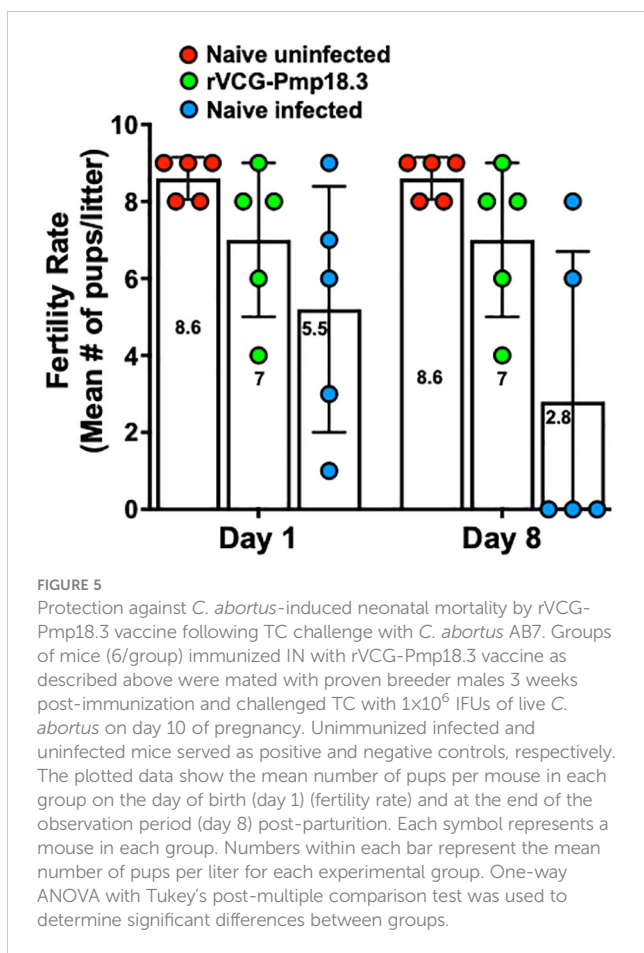 Naive uninfected
rVCG-Pmp18.3
Naive infected
Fertility Rate
(Mean # of pups/litter)
10
8
6
4
2
0
8.6
7
5.5
8.6
7
2.8
Day 1
Day 8
FIGURE 5
Protection against C. abortus-induced neonatal mortality by rVCG-
Pmp18.3 vaccine following TC challenge with C. abortus AB7. Groups
of mice (6/group) immunized IN with rVCG-Pmp18.3 vaccine as
described above were mated with proven breeder males 3 weeks
post-immunization and challenged TC with 1×10⁶ IFUs of live C.
abortus on day 10 of pregnancy. Unimmunized infected and
uninfected mice served as positive and negative controls, respectively.
The plotted data show the mean number of pups per mouse in each
group on the day of birth (day 1) (fertility rate) and at the end of the
observation period (day 8) post-parturition. Each symbol represents a
mouse in each group. Numbers within each bar represent the mean
number of pups per liter for each experimental group. One-way
ANOVA with Tukey's post-multiple comparison test was used to
determine significant differences between groups.